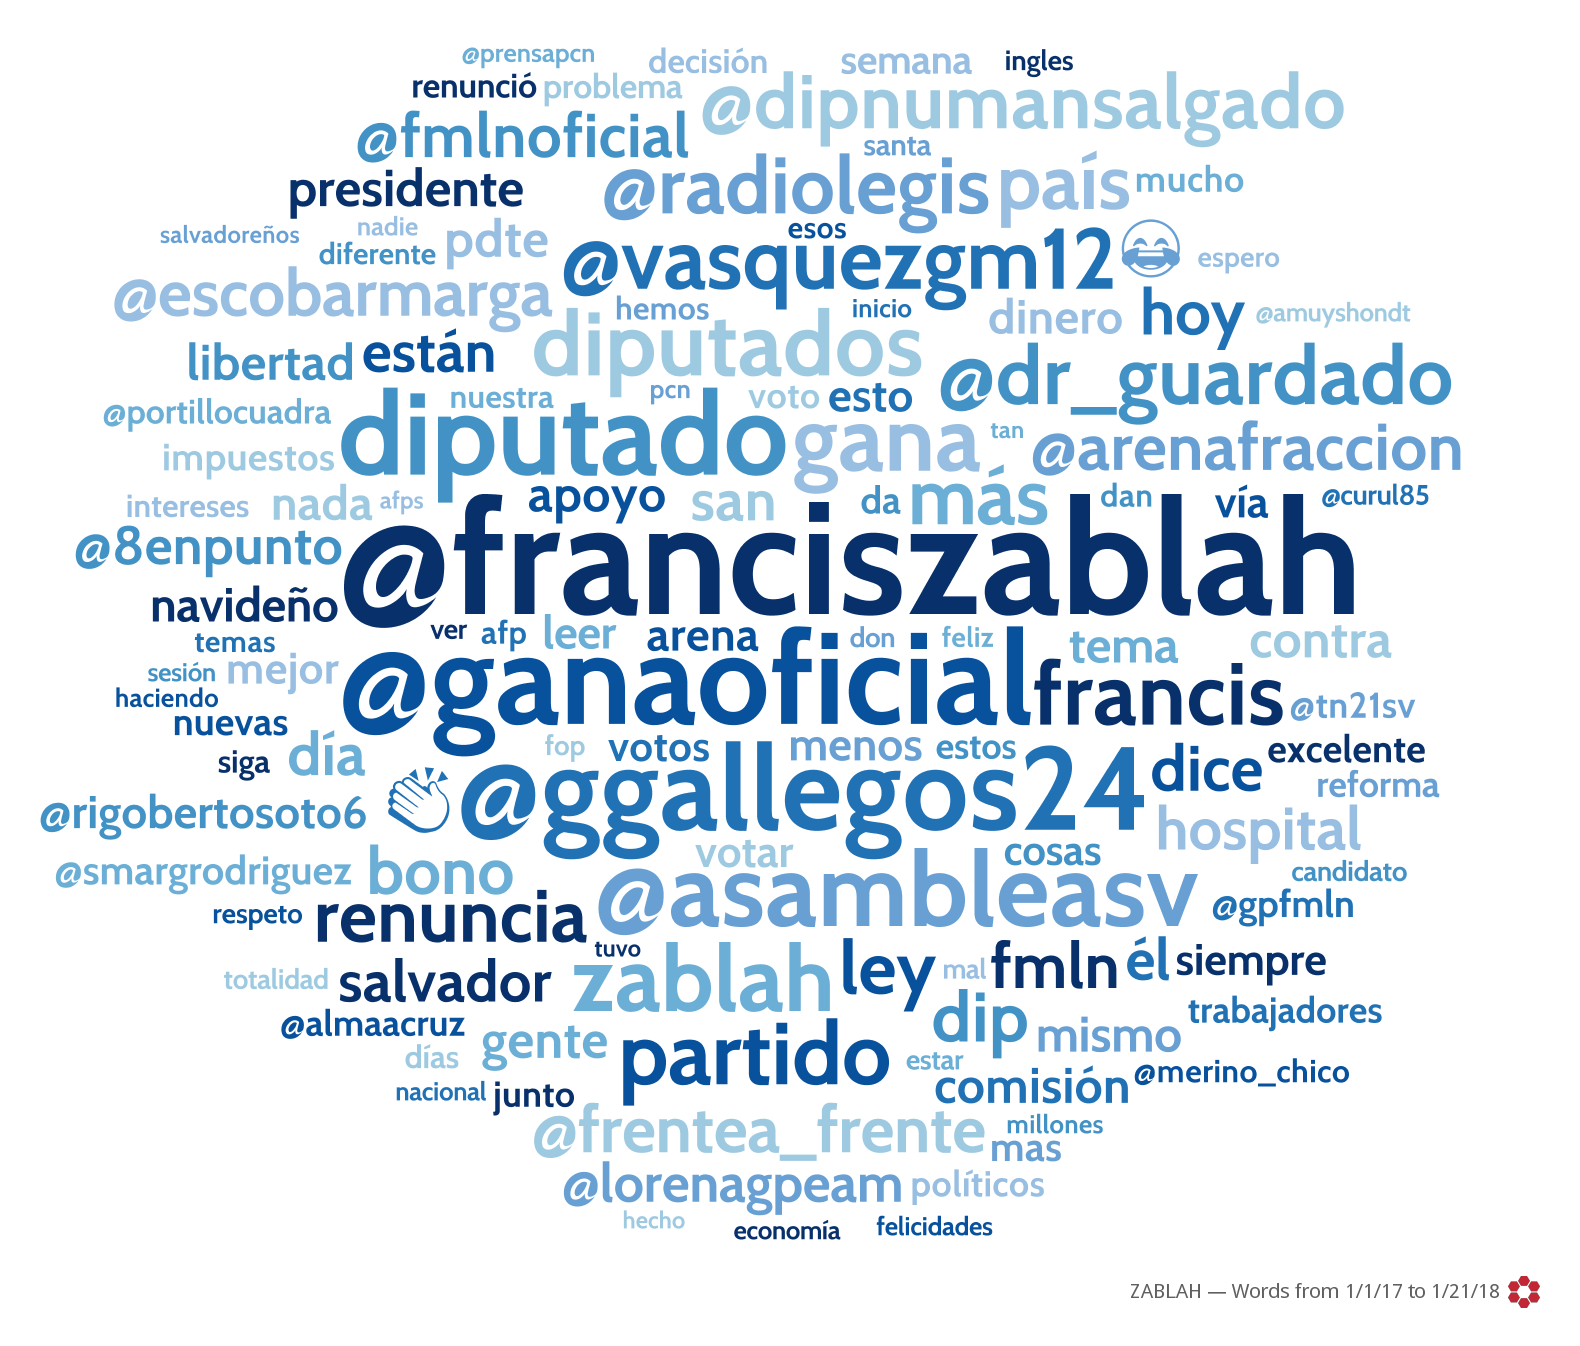 @prensapcn decisión semana ingles
renunció problema @dipnumansalgado
@fmlnoficial santa
presidente @radiolegis país mucho
salvadoreños nadie pdte esos
diferente @vasquezgm12 espero
@escobarmarga hemos inicio dinero hoy @amuyshondt
libertad están diputados @dr_guardado
@portillocuadra nuestra pcn voto esto
impuestos diputado gana tan @arenafraccion
intereses nada afps apoyo san da más dan vía @curul85
@8enpunto @franciszablah
navideño
temas ver afp leer arena don feliz tema contra
sesión mejor @ganaoficial francis @tn21sv
haciendo
nuevas
siga día fop votos menos estos dice excelente
@rigobertosoto6 @ggallegos24 reforma
hospital
@smargrodriguez bono votar cosas candidato
respeto renuncia @asambleasv @gpfmln
tuvo
totalidad salvador zablah ley mal fmln él siempre
@almaacruz gente dip mismo trabajadores
días partido estar
nacional junto comisión @merino_chico
@frentea_frente millones
mas
@lorenagpeam políticos
hecho economía felicidades
ZABLAH — Words from 1/1/17 to 1/21/18